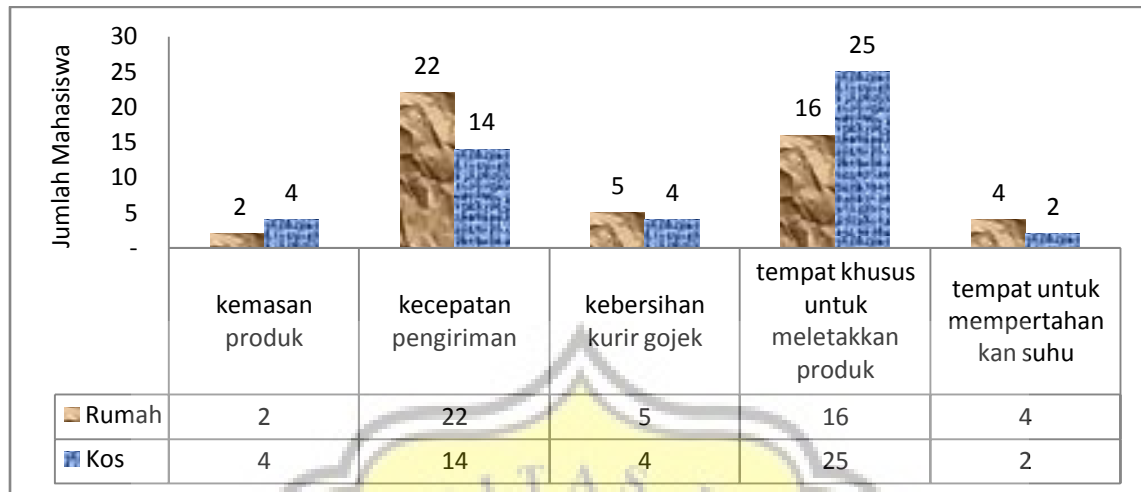 Jumlah Mahasiswa
30
25
20
15
10
5
-
2
4
22
14
5
4
16
25
4
2
kemasan
produk
kecepatan
pengiriman
kebersihan
kurir gojek
tempat khusus
untuk
meletakkan
produk
tempat untuk
mempertahan
kan suhu
Rumah 2 22 5 16 4
Kos 4 14 4 25 2
I T A S